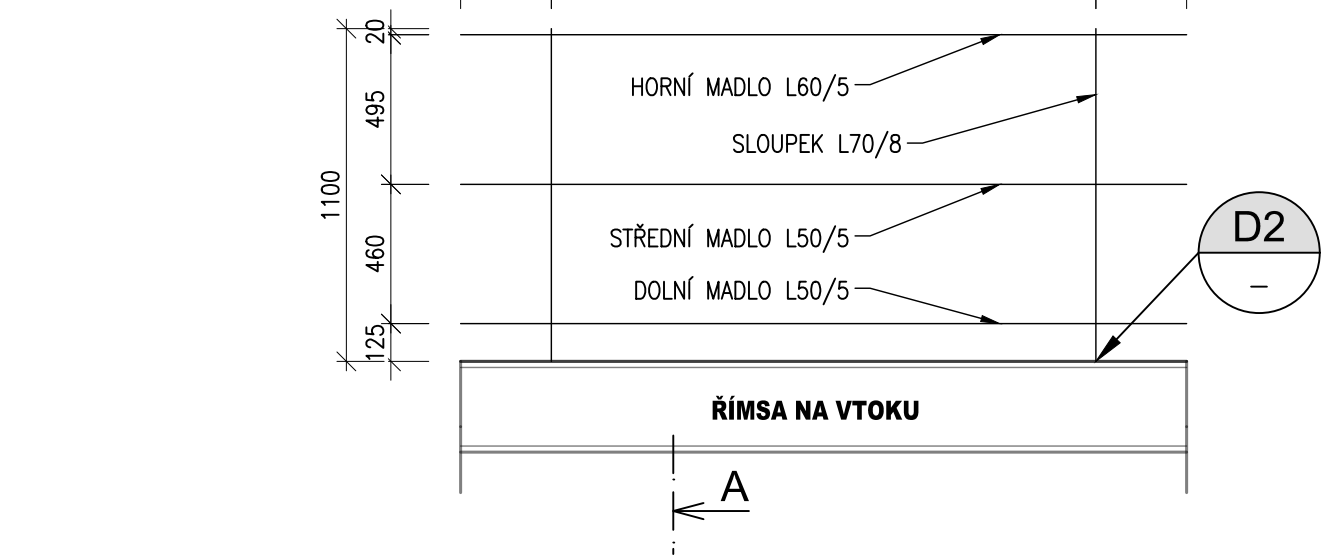 20
HORNÍ MADLO L60/5
495
SLOUPEK L70/8
1100
STŘEDNÍ MADLO L50/5
460
D2
–
DOLNÍ MADLO L50/5
125
ŘÍMSA NA VTOKU
A